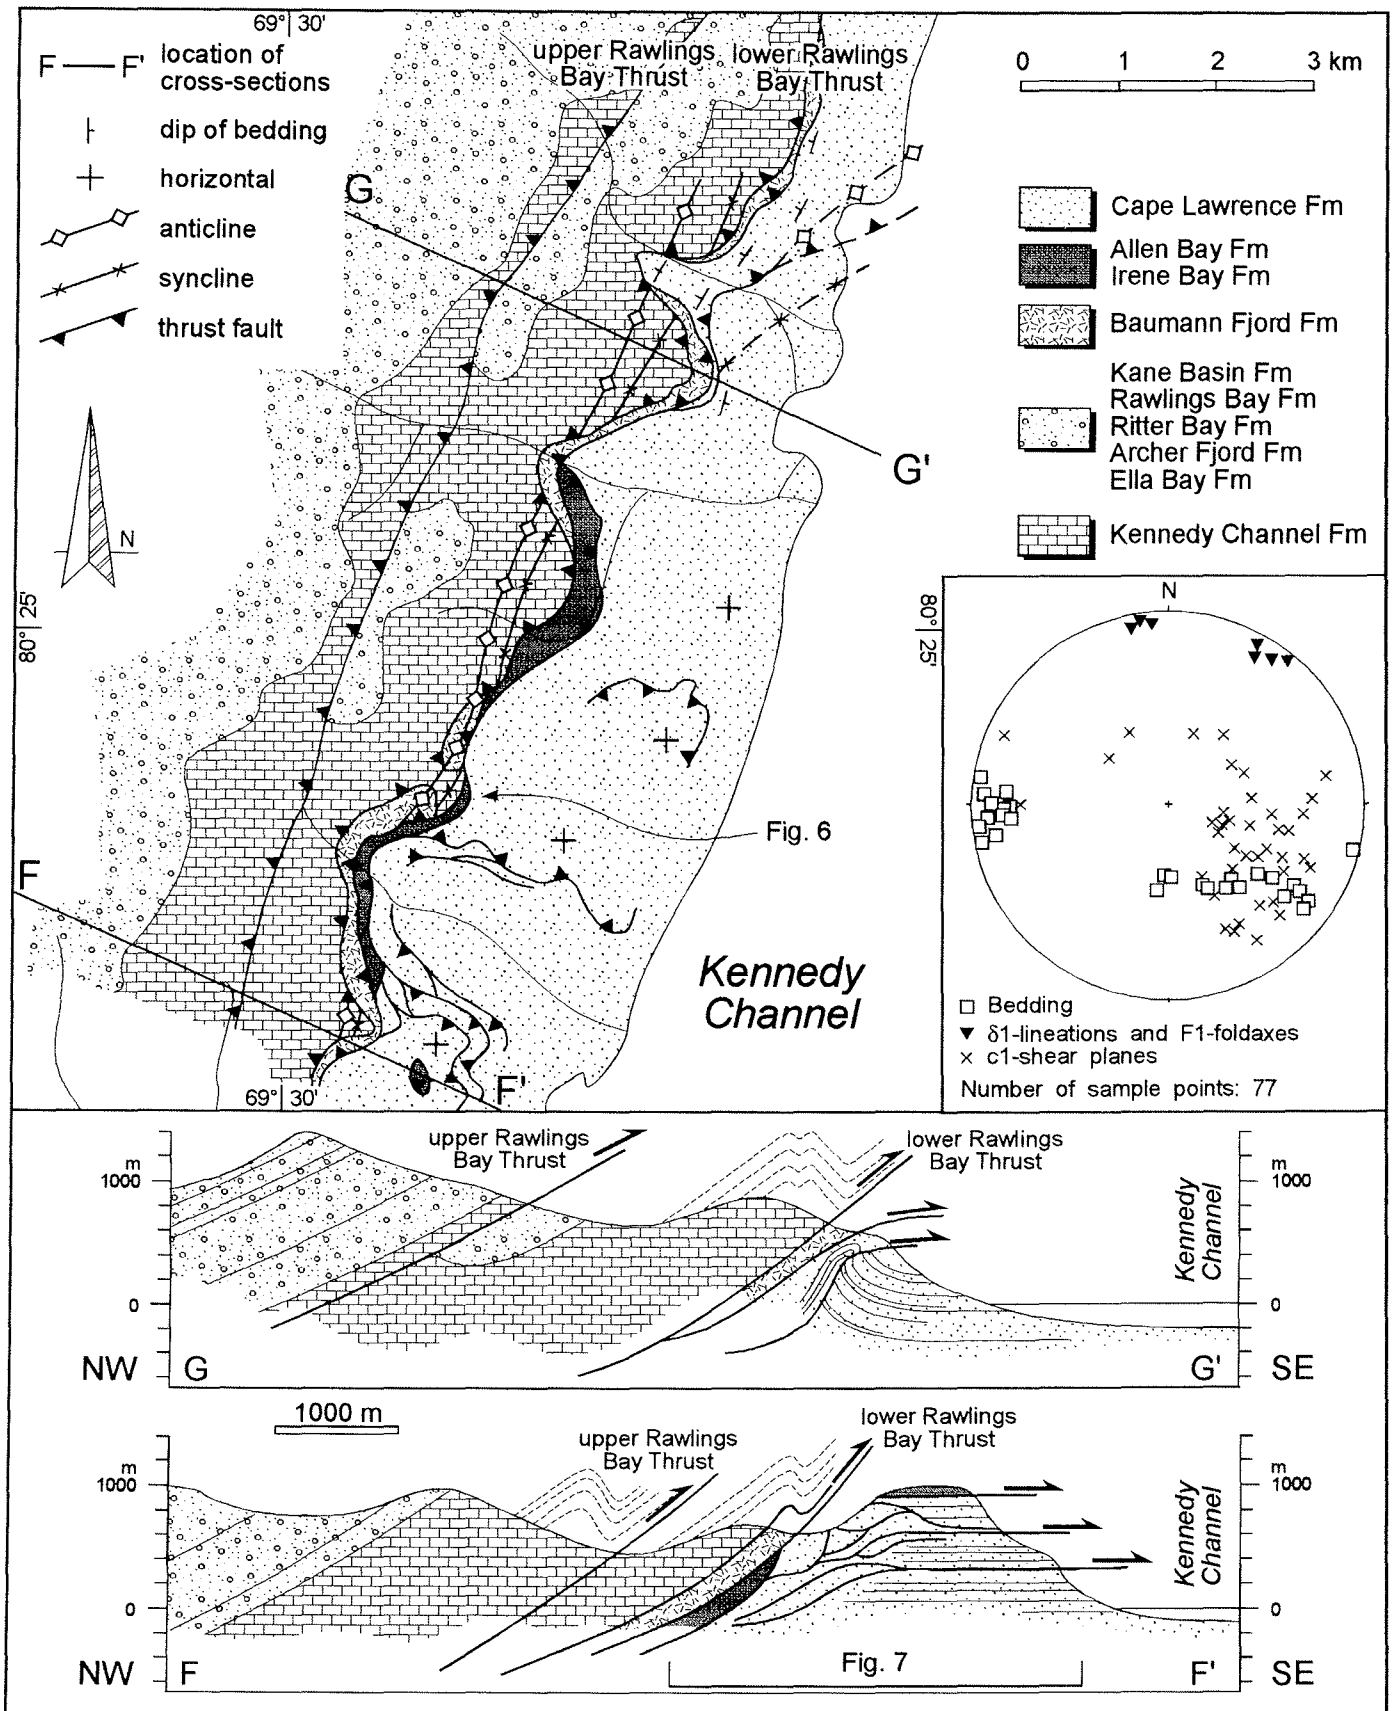 69° 30'
F F' location of
cross-sections
dip of bedding
horizontal
anticline
syncline
thrust fault
upper Rawlings
Bay Thrust
lower Rawlings
Bay Thrust
0 1 2 3 km
Cape Lawrence Fm
Allen Bay Fm
Irene Bay Fm
Baumann Fjord Fm
Kane Basin Fm
Rawlings Bay Fm
Ritter Bay Fm
Archer Fjord Fm
Ella Bay Fm
Kennedy Channel Fm
G
G'
N
80° 25'
80° 25'
Fig. 6
F
F'
Kennedy
Channel
69° 30'
N
Bedding
δ1-lineations and F1-foldaxes
c1-shear planes
Number of sample points: 77
upper Rawlings
Bay Thrust
lower Rawlings
Bay Thrust
m
1000
0
m
1000
0
Kennedy
Channel
NW G
G' SE
1000 m
upper Rawlings
Bay Thrust
lower Rawlings
Bay Thrust
m
1000
0
m
1000
0
Kennedy
Channel
NW F
Fig. 7
F' SE